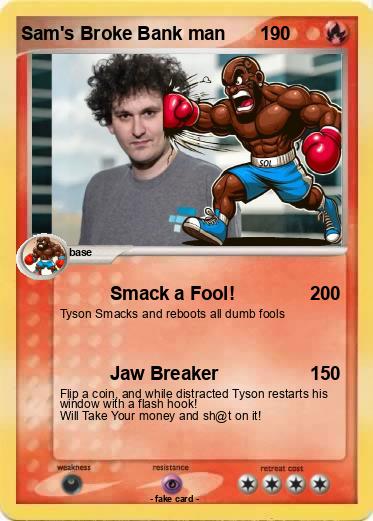 Sam's Broke Bank man 190
SOL
base
Smack a Fool! 200
Tyson Smacks and reboots all dumb fools
Jaw Breaker 150
Flip a coin, and while distracted Tyson restarts his
window with a flash hook!
Will Take Your money and sh@t on it!
weakness resistance retreat cost
- fake card -